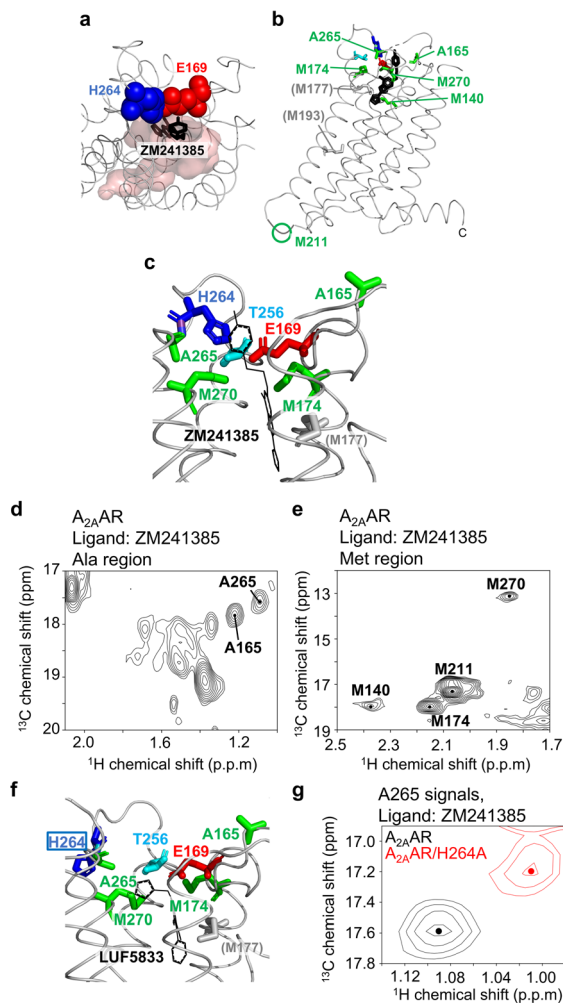 a
E169
H264
ZM241385
b
A265
A165
M174
M270
(M177)
M140
(M193)
M211
C
c
H264
T256
A165
E169
A265
M270
M174
ZM241385
(M177)
d
A2AAR
Ligand: ZM241385
Ala region
17
18
19
20
13C chemical shift (ppm)
A265
A165
2.0
1.6
1.2
1H chemical shift (p.p.m)
e
A2AAR
Ligand: ZM241385
Met region
13
15
17
19
13C chemical shift (ppm)
M270
M211
M140
M174
2.5
2.3
2.1
1.9
1.7
1H chemical shift (p.p.m)
f
H264
T256
A165
E169
A265
M270
M174
LUF5833
(M177)
g
A265 signals,
Ligand: ZM241385
A2AAR
A2AAR/H264A
17.0
17.2
17.4
17.6
17.8
13C chemical shift (ppm)
1.12
1.08
1.04
1.00
1H chemical shift (p.p.m)